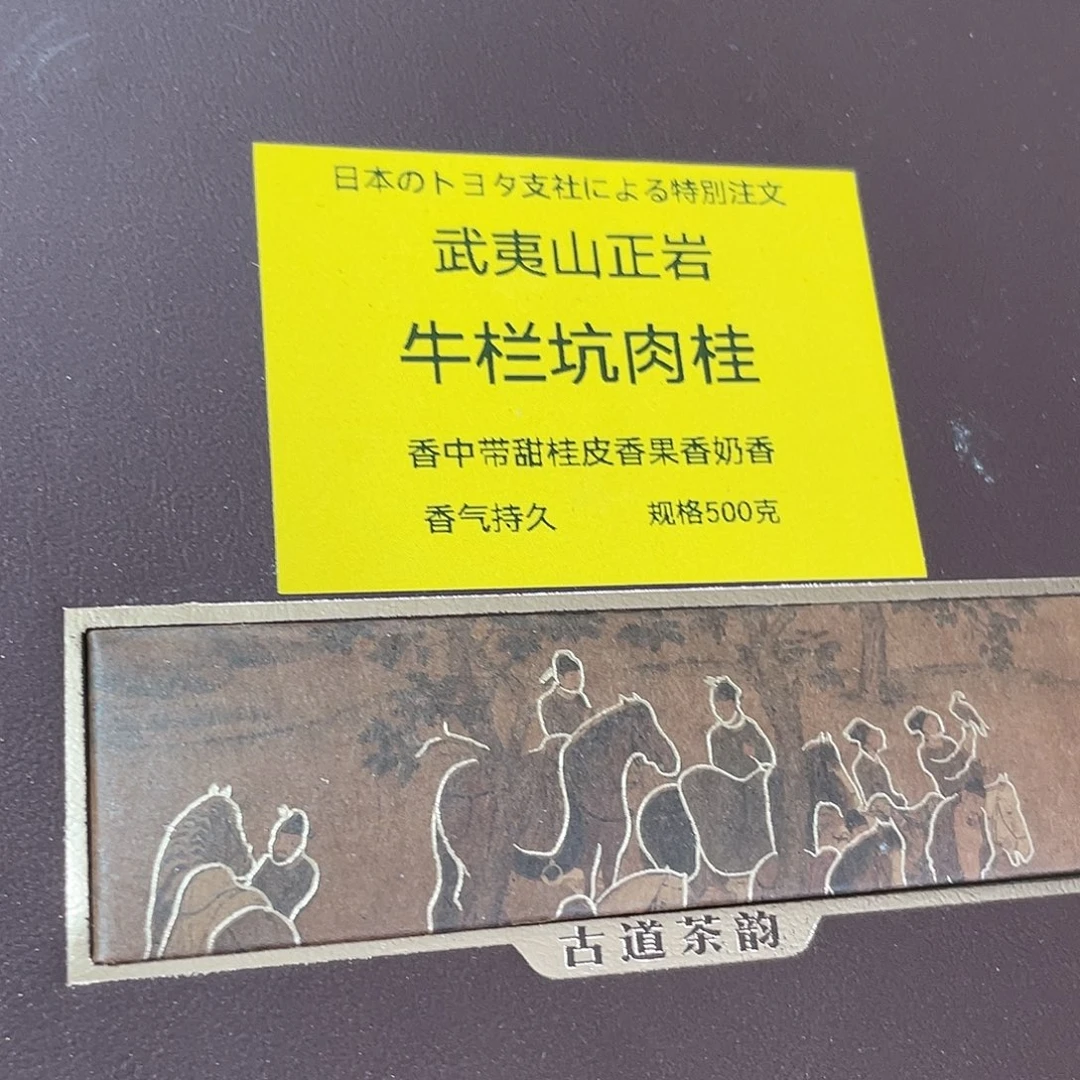 日本のトヨタ支社による特別注文
武夷山正岩
牛栏坑肉桂
香中带甜桂皮香果香奶香
香气持久 规格500克
古道茶韵